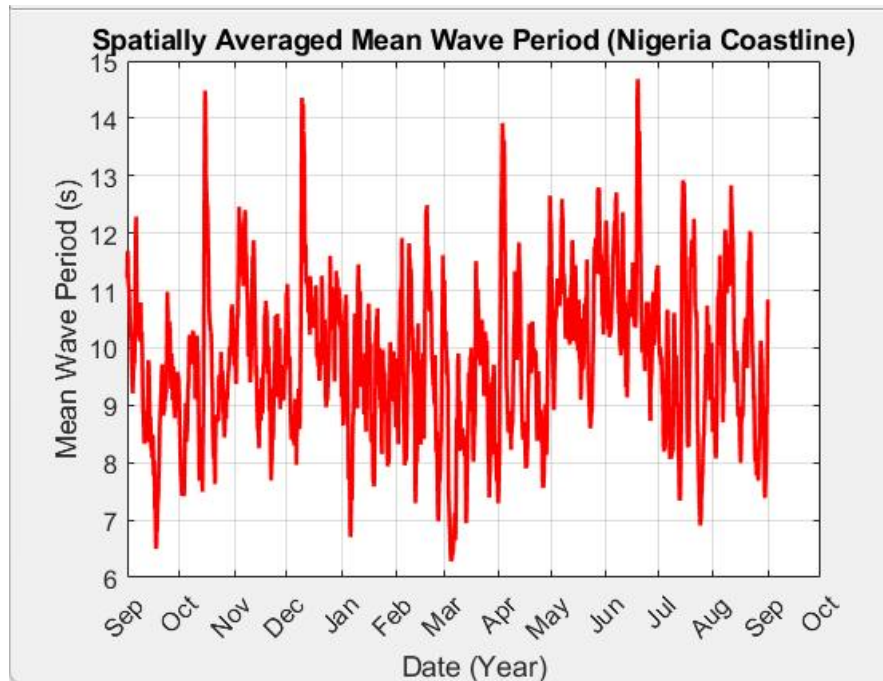 Spatially Averaged Mean Wave Period (Nigeria Coastline)
15
14
13
12
11
10
9
8
7
6
Mean Wave Period (s)
Sep Oct Nov Dec Jan Feb Mar Apr May Jun Jul Aug Sep Oct
Date (Year)